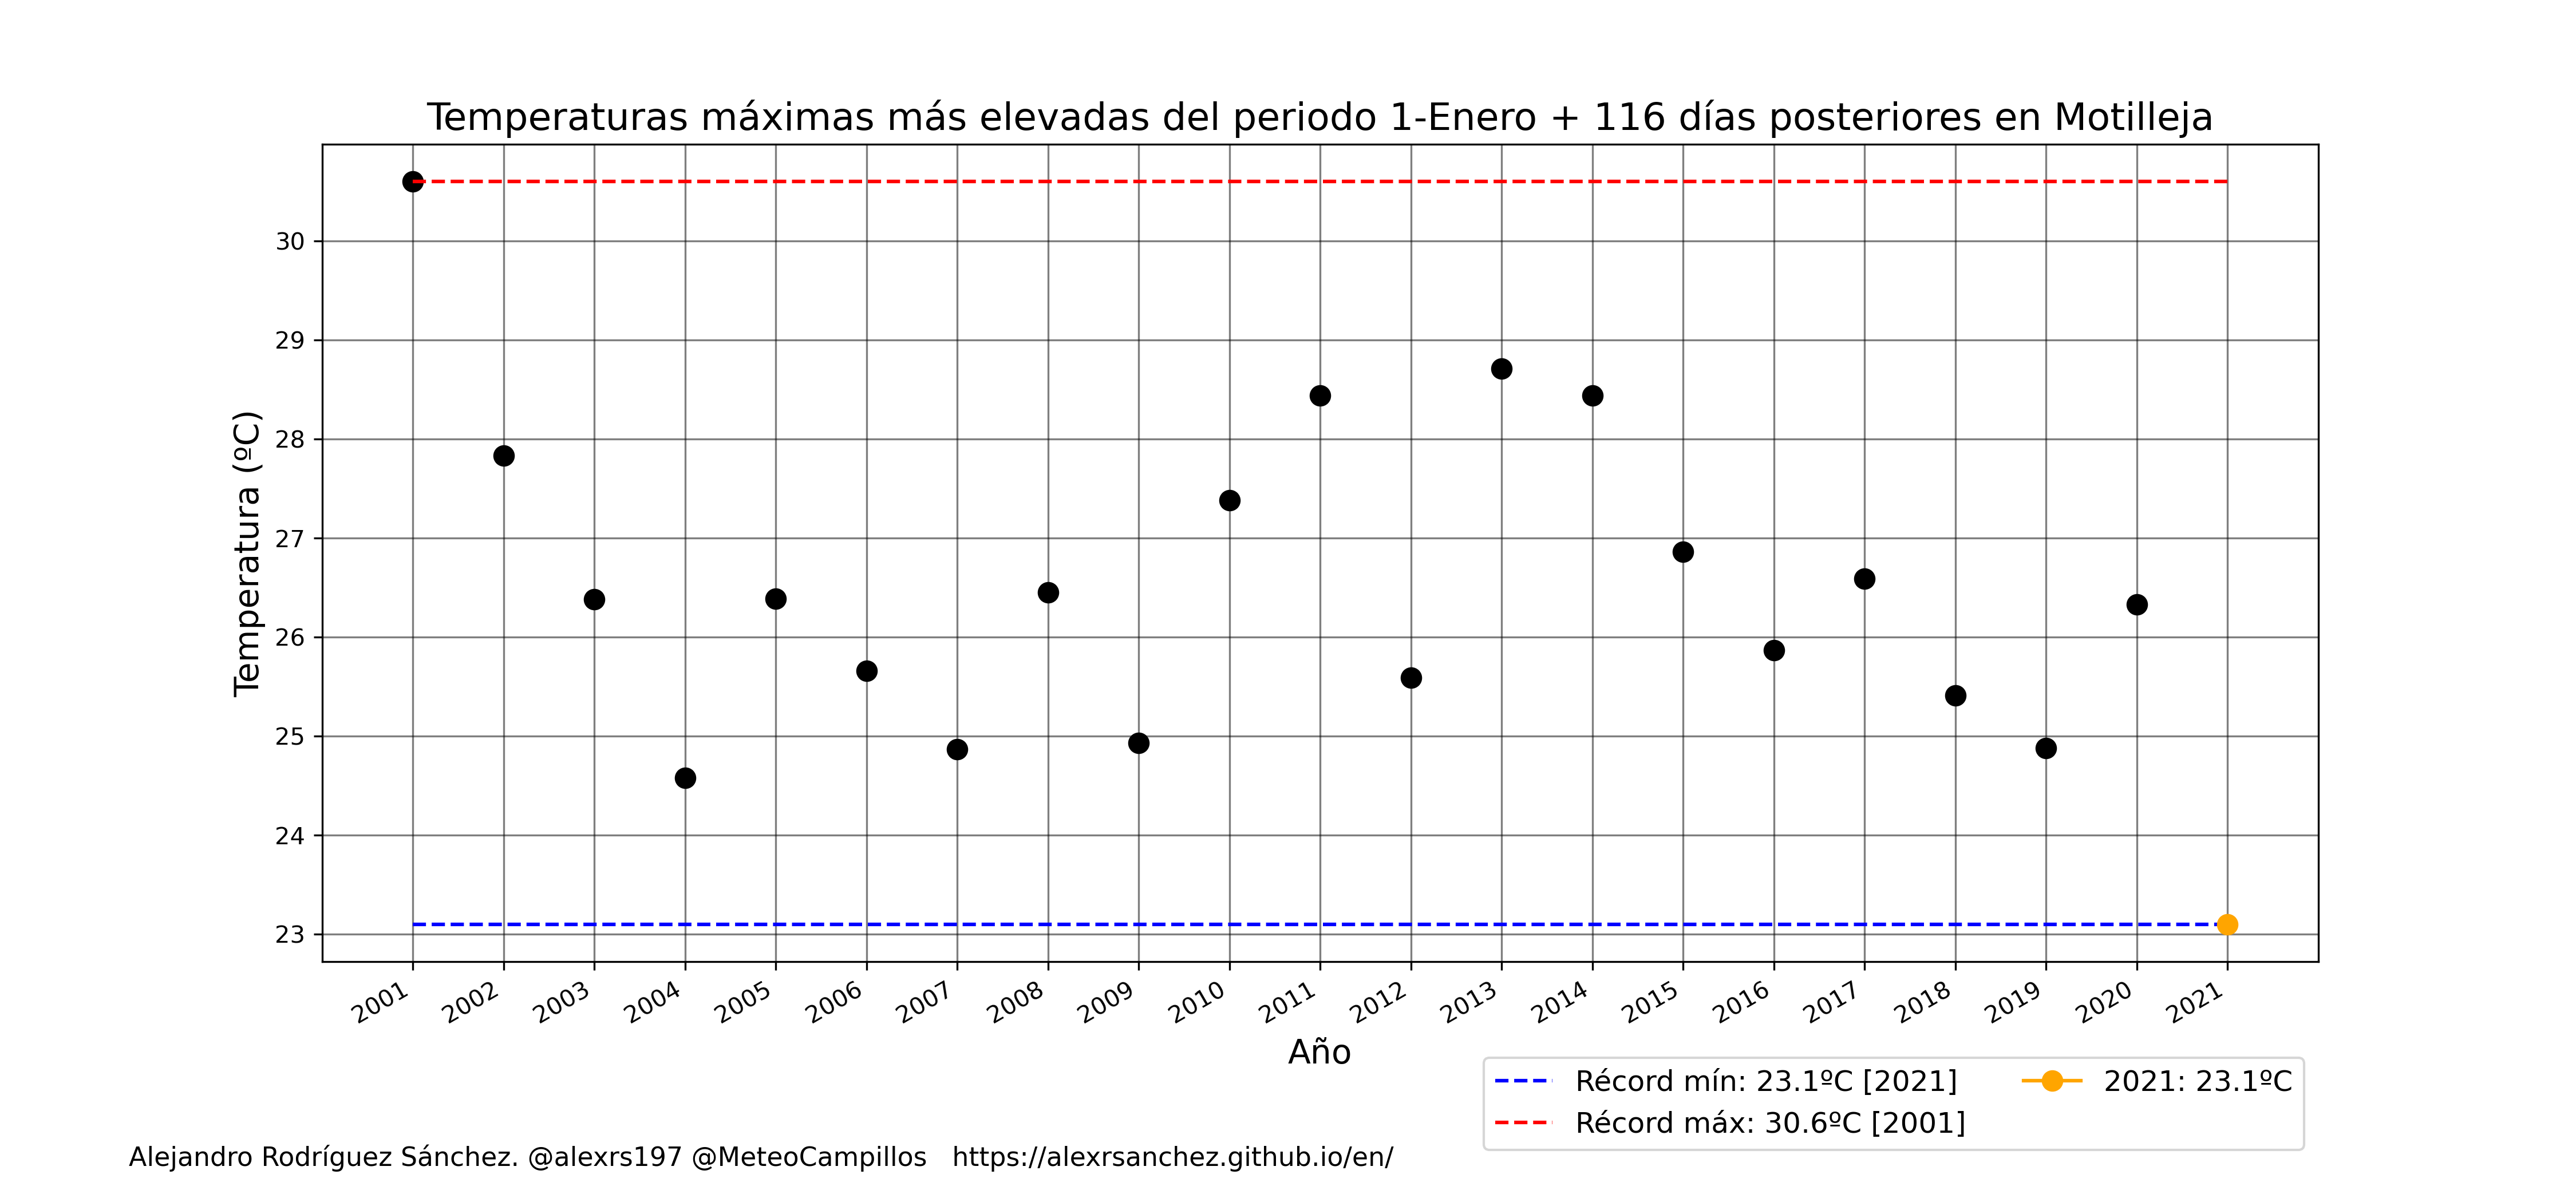 Temperaturas máximas más elevadas del periodo 1-Enero + 116 días posteriores en Motilleja
Temperatura (ºC)
30
29
28
27
26
25
24
23
2001 2002 2003 2004 2005 2006 2007 2008 2009 2010 2011 2012 2013 2014 2015 2016 2017 2018 2019 2020 2021
Año
Récord mín: 23.1ºC [2021] 2021: 23.1ºC
Récord máx: 30.6ºC [2001]
Alejandro Rodríguez Sánchez. @alexrs197 @MeteoCampillos https://alexrsanchez.github.io/en/